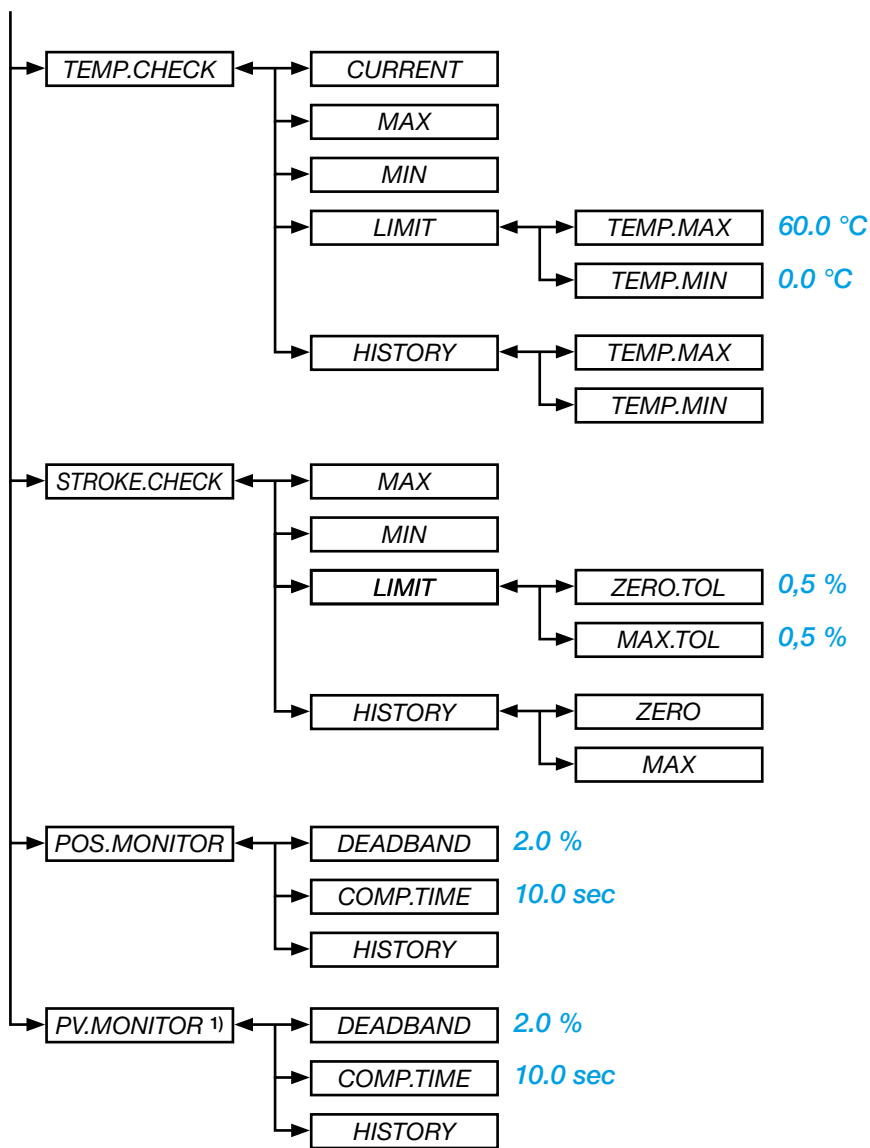 TEMP.CHECK CURRENT
MAX
MIN
LIMIT TEMP.MAX 60.0 °C
TEMP.MIN 0.0 °C
HISTORY TEMP.MAX
TEMP.MIN
STROKE.CHECK MAX
MIN
LIMIT ZERO.TOL 0,5 %
MAX.TOL 0,5 %
HISTORY ZERO
MAX
POS.MONITOR DEADBAND 2.0 %
COMP.TIME 10.0 sec
HISTORY
PV.MONITOR 1) DEADBAND 2.0 %
COMP.TIME 10.0 sec
HISTORY